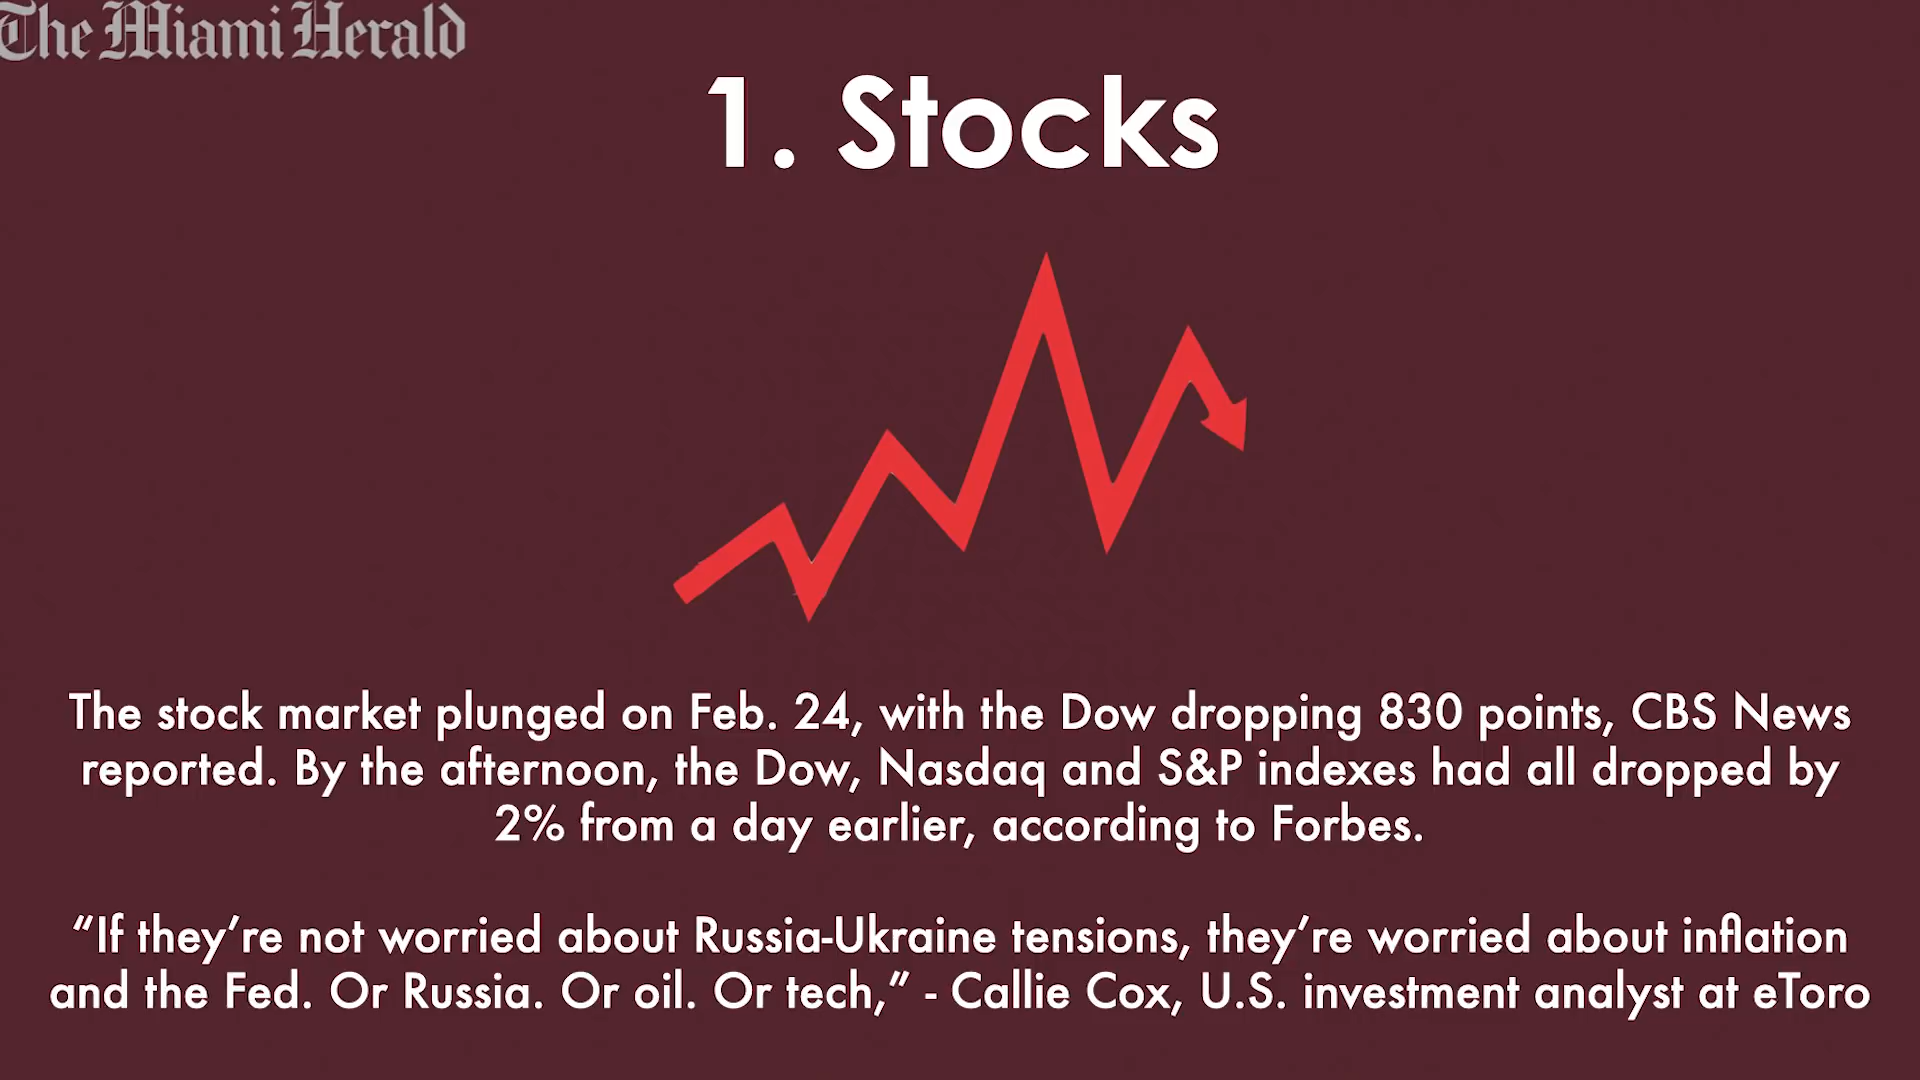 The Miami Herald
1. Stocks
The stock market plunged on Feb. 24, with the Dow dropping 830 points, CBS News
reported. By the afternoon, the Dow, Nasdaq and S&P indexes had all dropped by
2% from a day earlier, according to Forbes.
“If they’re not worried about Russia-Ukraine tensions, they’re worried about inflation
and the Fed. Or Russia. Or oil. Or tech,” - Callie Cox, U.S. investment analyst at eToro